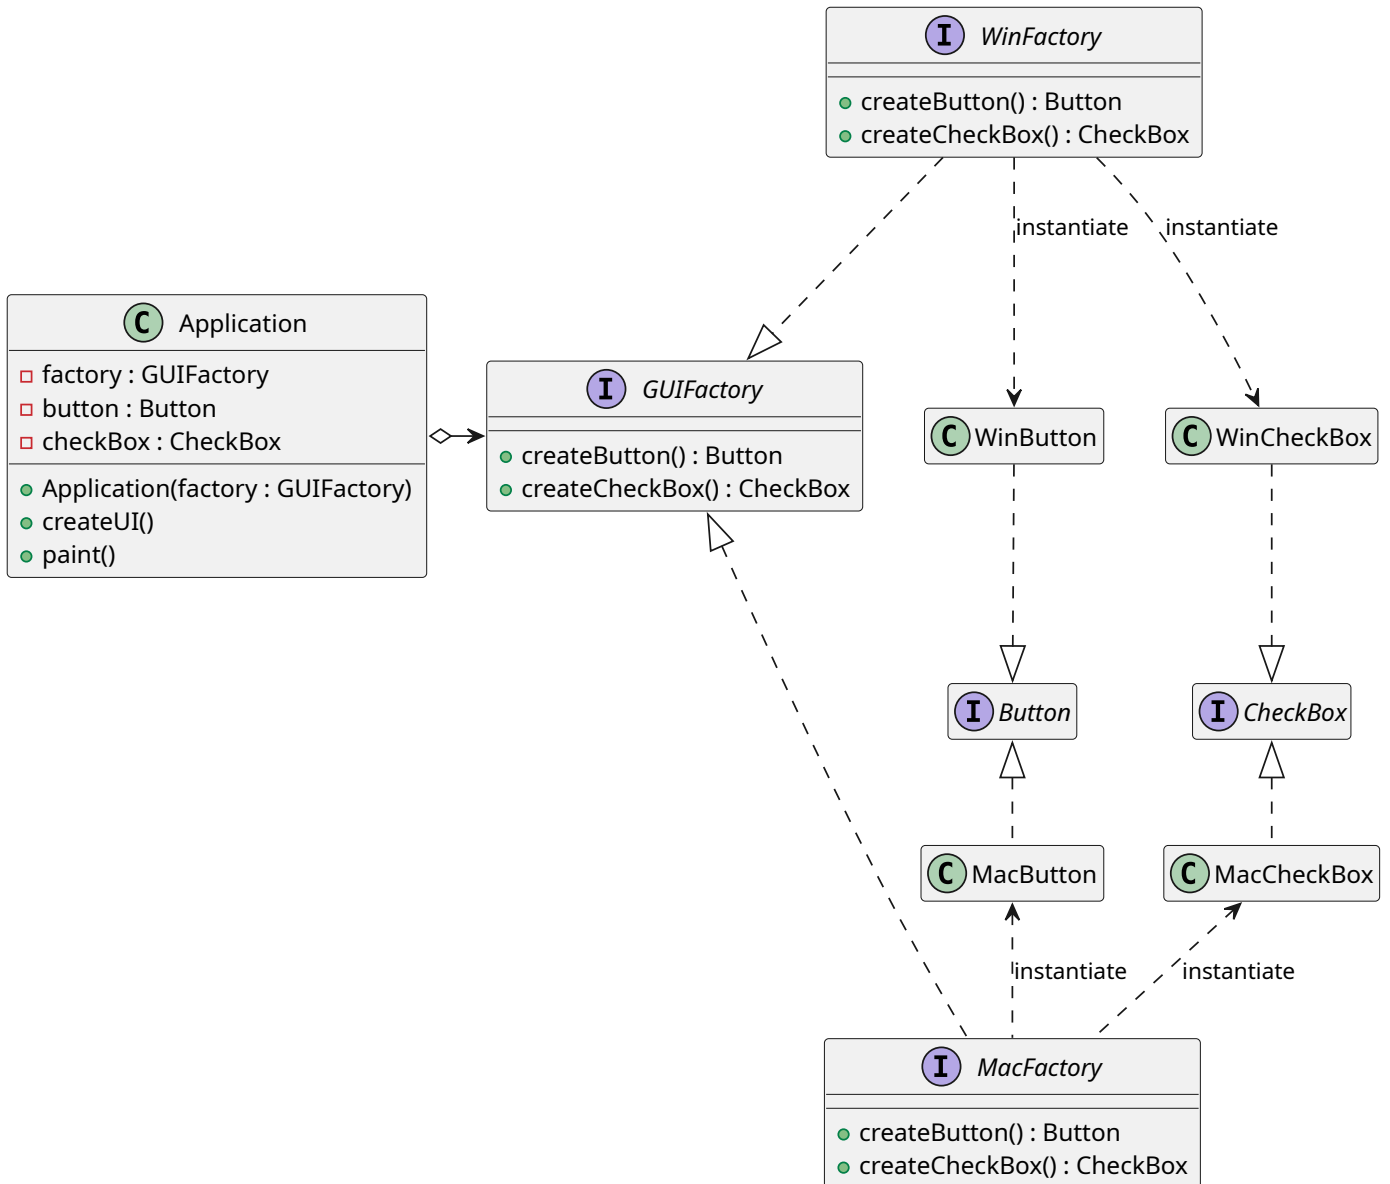 I WinFactory
createButton() : Button
createCheckBox() : CheckBox
instantiate
instantiate
C Application
factory : GUIFactory
button : Button
checkBox : CheckBox
Application(factory : GUIFactory)
createUI()
paint()
I GUIFactory
createButton() : Button
createCheckBox() : CheckBox
C WinButton
C WinCheckBox
I Button
I CheckBox
C MacButton
C MacCheckBox
instantiate
instantiate
I MacFactory
createButton() : Button
createCheckBox() : CheckBox